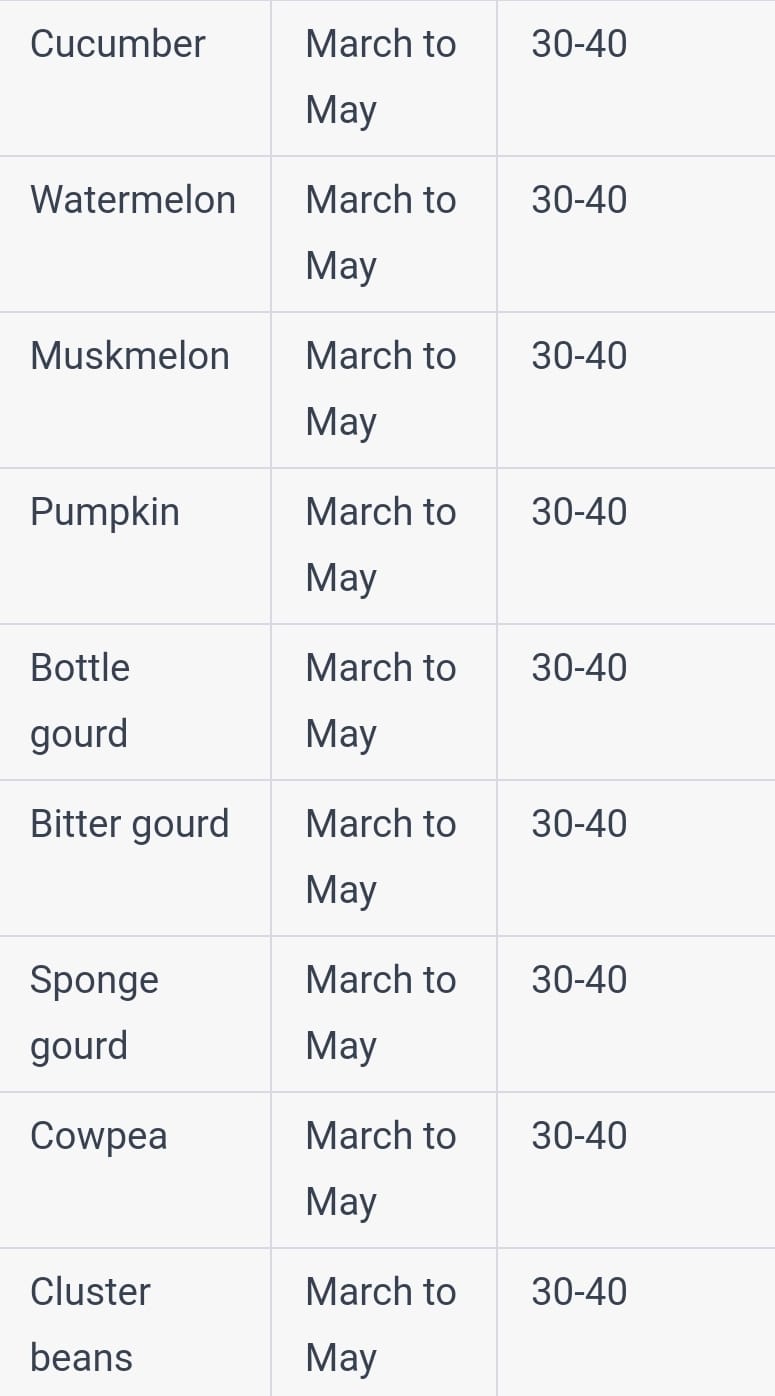 Cucumber March to 30-40
May
Watermelon March to 30-40
May
Muskmelon March to 30-40
May
Pumpkin March to 30-40
May
Bottle March to 30-40
gourd May
Bitter gourd March to 30-40
May
Sponge March to 30-40
gourd May
Cowpea March to 30-40
May
Cluster March to 30-40
beans May